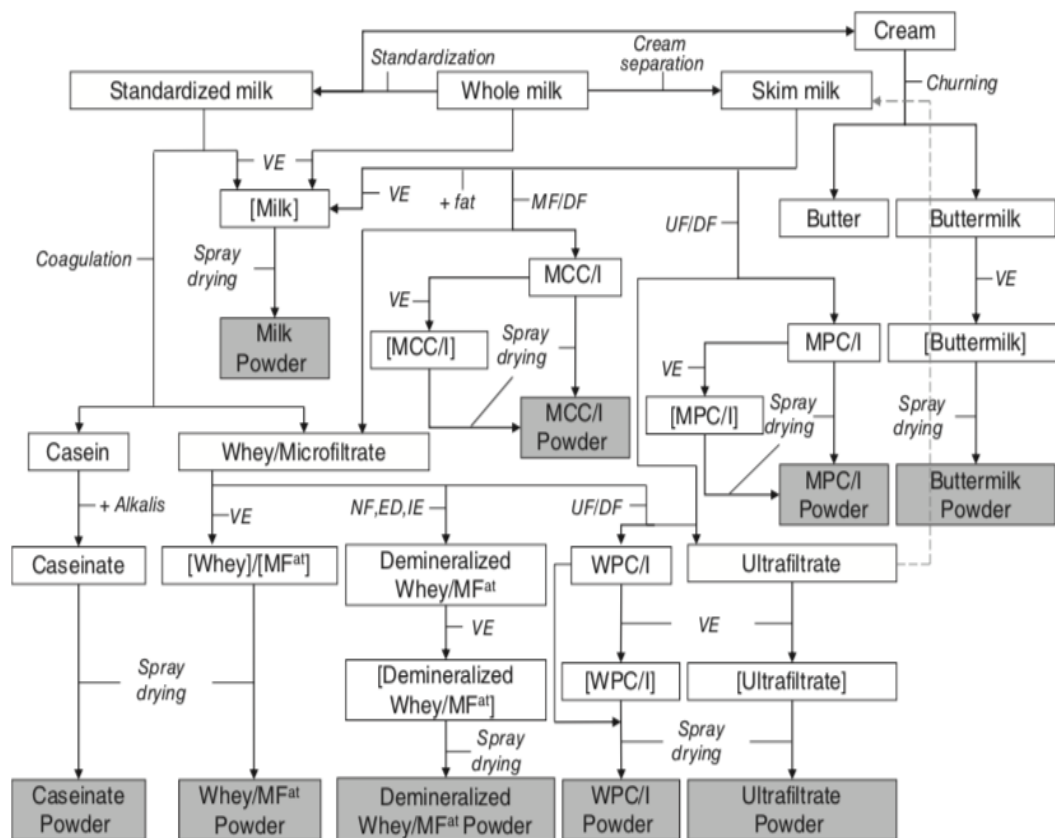 Cream
Standardization
Cream
separation
Standardized milk
Whole milk
Skim milk
Churning
VE
[Milk]
VE
+ fat
MF/DF
UF/DF
Butter
Buttermilk
Coagulation
Spray
drying
MCC/I
VE
VE
[MCC/I]
Spray
drying
Milk
Powder
MPC/I
[Buttermilk]
VE
[MPC/I]
Spray
drying
Spray
drying
MCC/I
Powder
Casein
Whey/Microfiltrate
MPC/I
Powder
Buttermilk
Powder
+ Alkalis
VE
NF,ED,IE
UF/DF
Caseinate
[Whey]/[MFᵃᵗ]
Demineralized
Whey/MFᵃᵗ
WPC/I
Ultrafiltrate
VE
VE
Spray
drying
[Demineralized
Whey/MFᵃᵗ]
[WPC/I]
[Ultrafiltrate]
Spray
drying
Spray
drying
Caseinate
Powder
Whey/MFᵃᵗ
Powder
Demineralized
Whey/MFᵃᵗ Powder
WPC/I
Powder
Ultrafiltrate
Powder